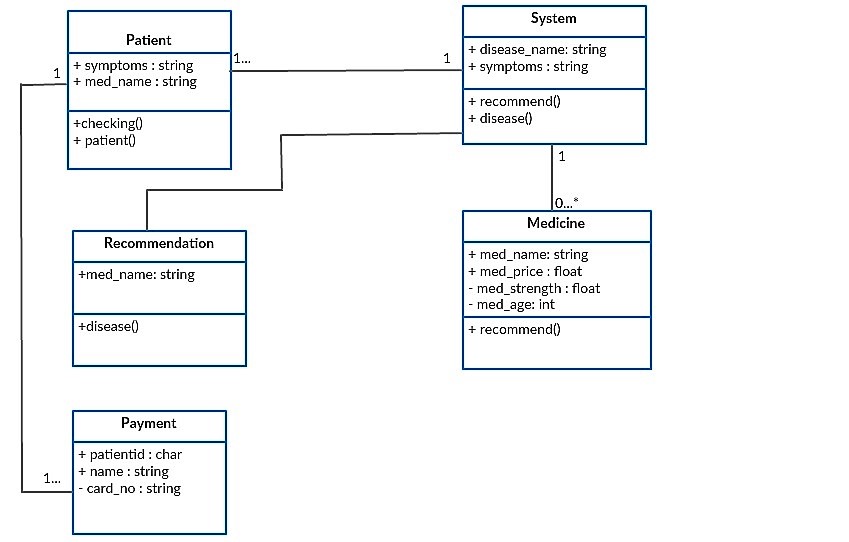 Patient
+ symptoms : string
+ med_name : string
+checking()
+ patient()
1...
1
1
System
+ disease_name: string
+ symptoms : string
+ recommend()
+ disease()
1
0...*
Medicine
+ med_name: string
+ med_price : float
- med_strength : float
- med_age: int
+ recommend()
Recommendation
+med_name: string
+disease()
Payment
+ patientid : char
+ name : string
- card_no : string
1...